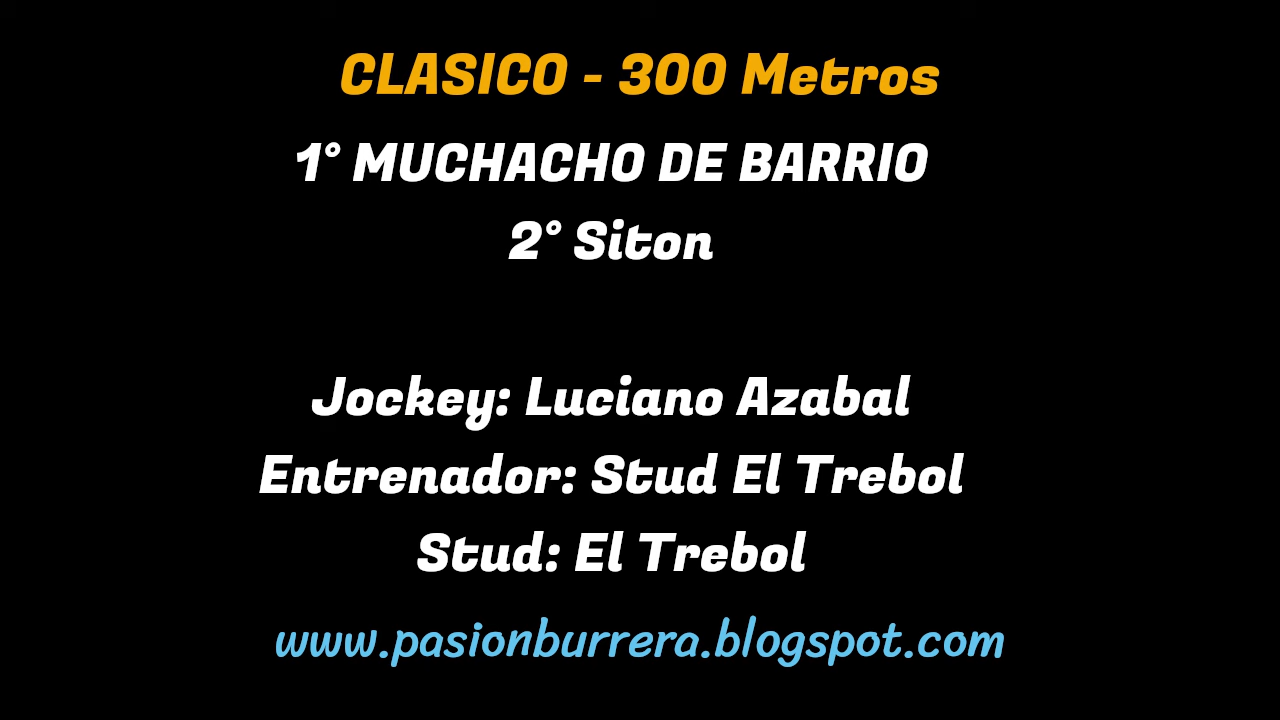 CLASICO - 300 Metros
1° MUCHACHO DE BARRIO
2° Siton
Jockey: Luciano Azabal
Entrenador: Stud El Trebol
Stud: El Trebol
www.pasionburrera.blogspot.com